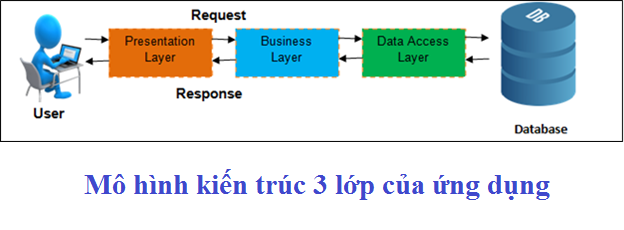 Request
Presentation
Layer
Business
Layer
Data Access
Layer
DB
Response
User
Database
Mô hình kiến trúc 3 lớp của ứng dụng